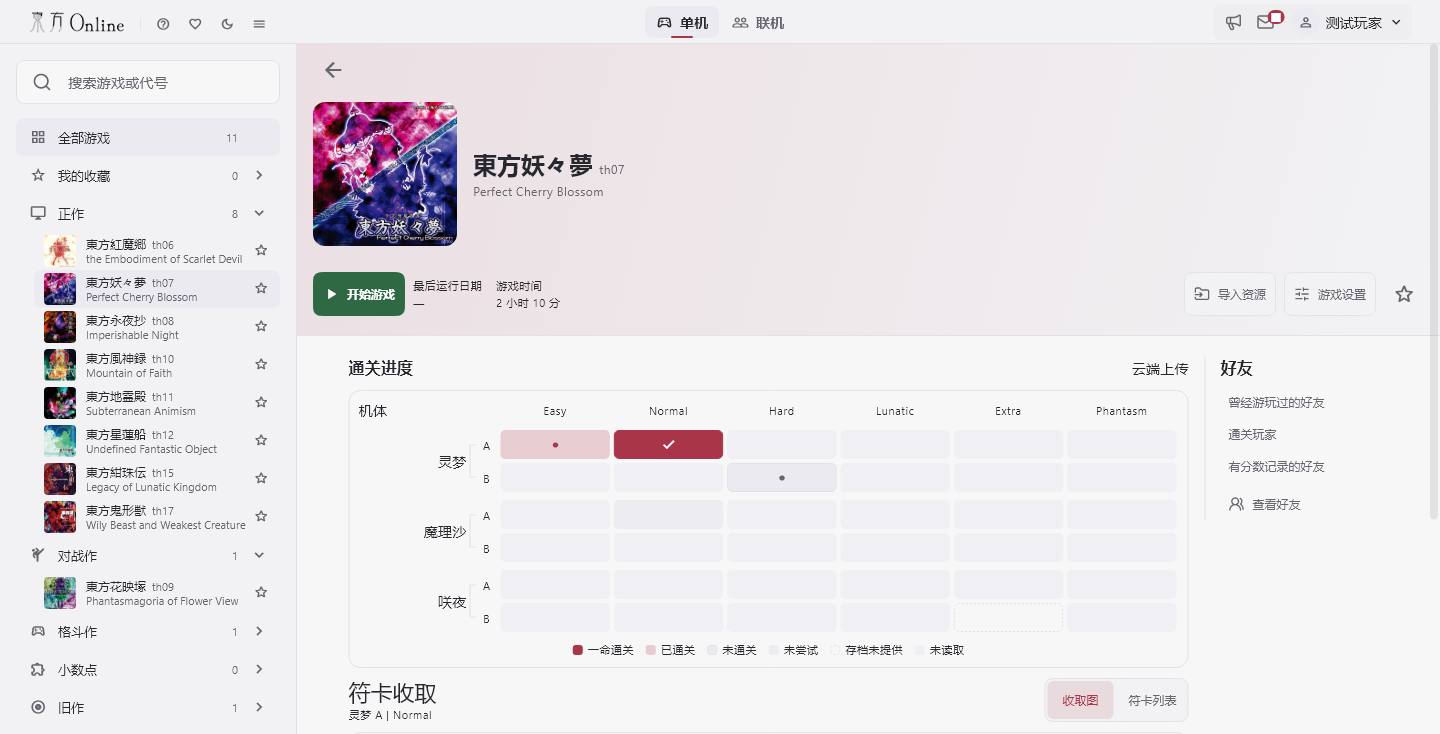 東方 Online
单机
联机
测试玩家
搜索游戏或代号
全部游戏 11
我的收藏 0
正作 8
東方紅魔郷 th06
the Embodiment of Scarlet Devil
東方妖々夢 th07
Perfect Cherry Blossom
東方永夜抄 th08
Imperishable Night
東方風神録 th10
Mountain of Faith
東方地霊殿 th11
Subterranean Animism
東方星蓮船 th12
Undefined Fantastic Object
東方紺珠伝 th15
Legacy of Lunatic Kingdom
東方鬼形獣 th17
Wily Beast and Weakest Creature
对战作 1
東方花映塚 th09
Phantasmagoria of Flower View
格斗作 1
小数点 0
旧作 1
東方妖々夢
Perfect Cherry Blossom
東方妖々夢 th07
Perfect Cherry Blossom
开始游戏
最后运行日期
—
游戏时间
2 小时 10 分
导入资源
游戏设置
通关进度
云端上传
机体 Easy Normal Hard Lunatic Extra Phantasm
灵梦
A
B
魔理沙
A
B
咲夜
A
B
一命通关 已通关 未通关 未尝试 存档未提供 未读取
符卡收取
灵梦 A | Normal
收取图
符卡列表
好友
曾经游玩过的好友
通关玩家
有分数记录的好友
查看好友